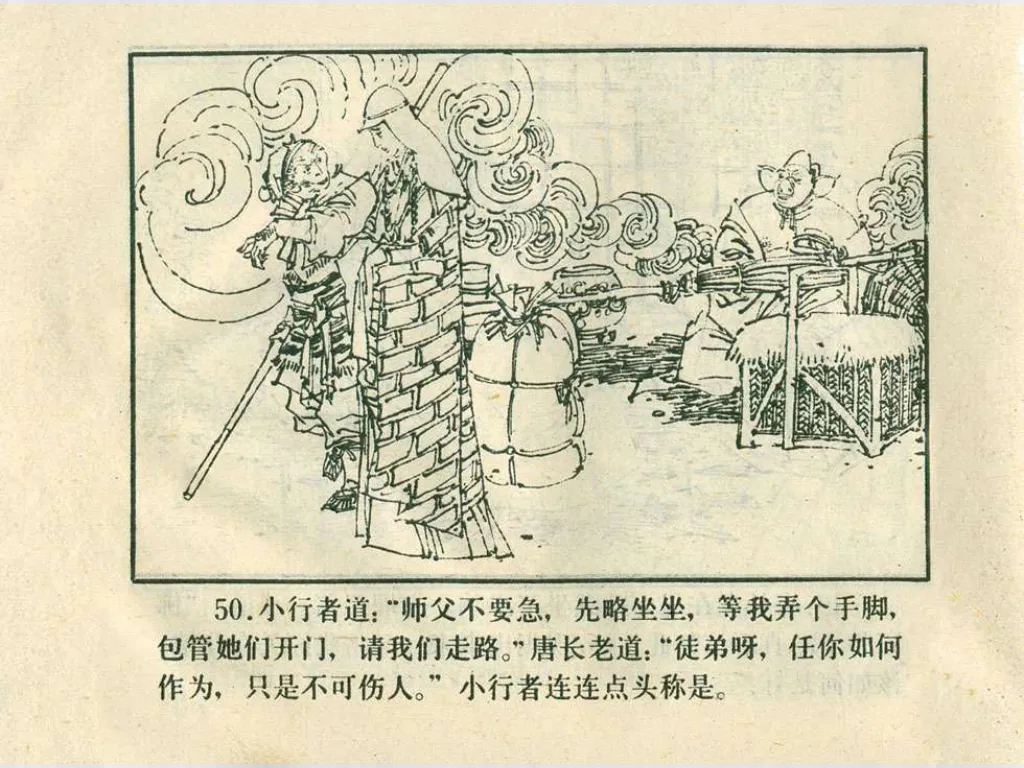 50.小行者道：“师父不要急，先略坐坐，等我弄个手脚，
包管她们开门，请我们走路。”唐长老道：“徒弟呀，任你如何
作为，只是不可伤人。”小行者连连点头称是。